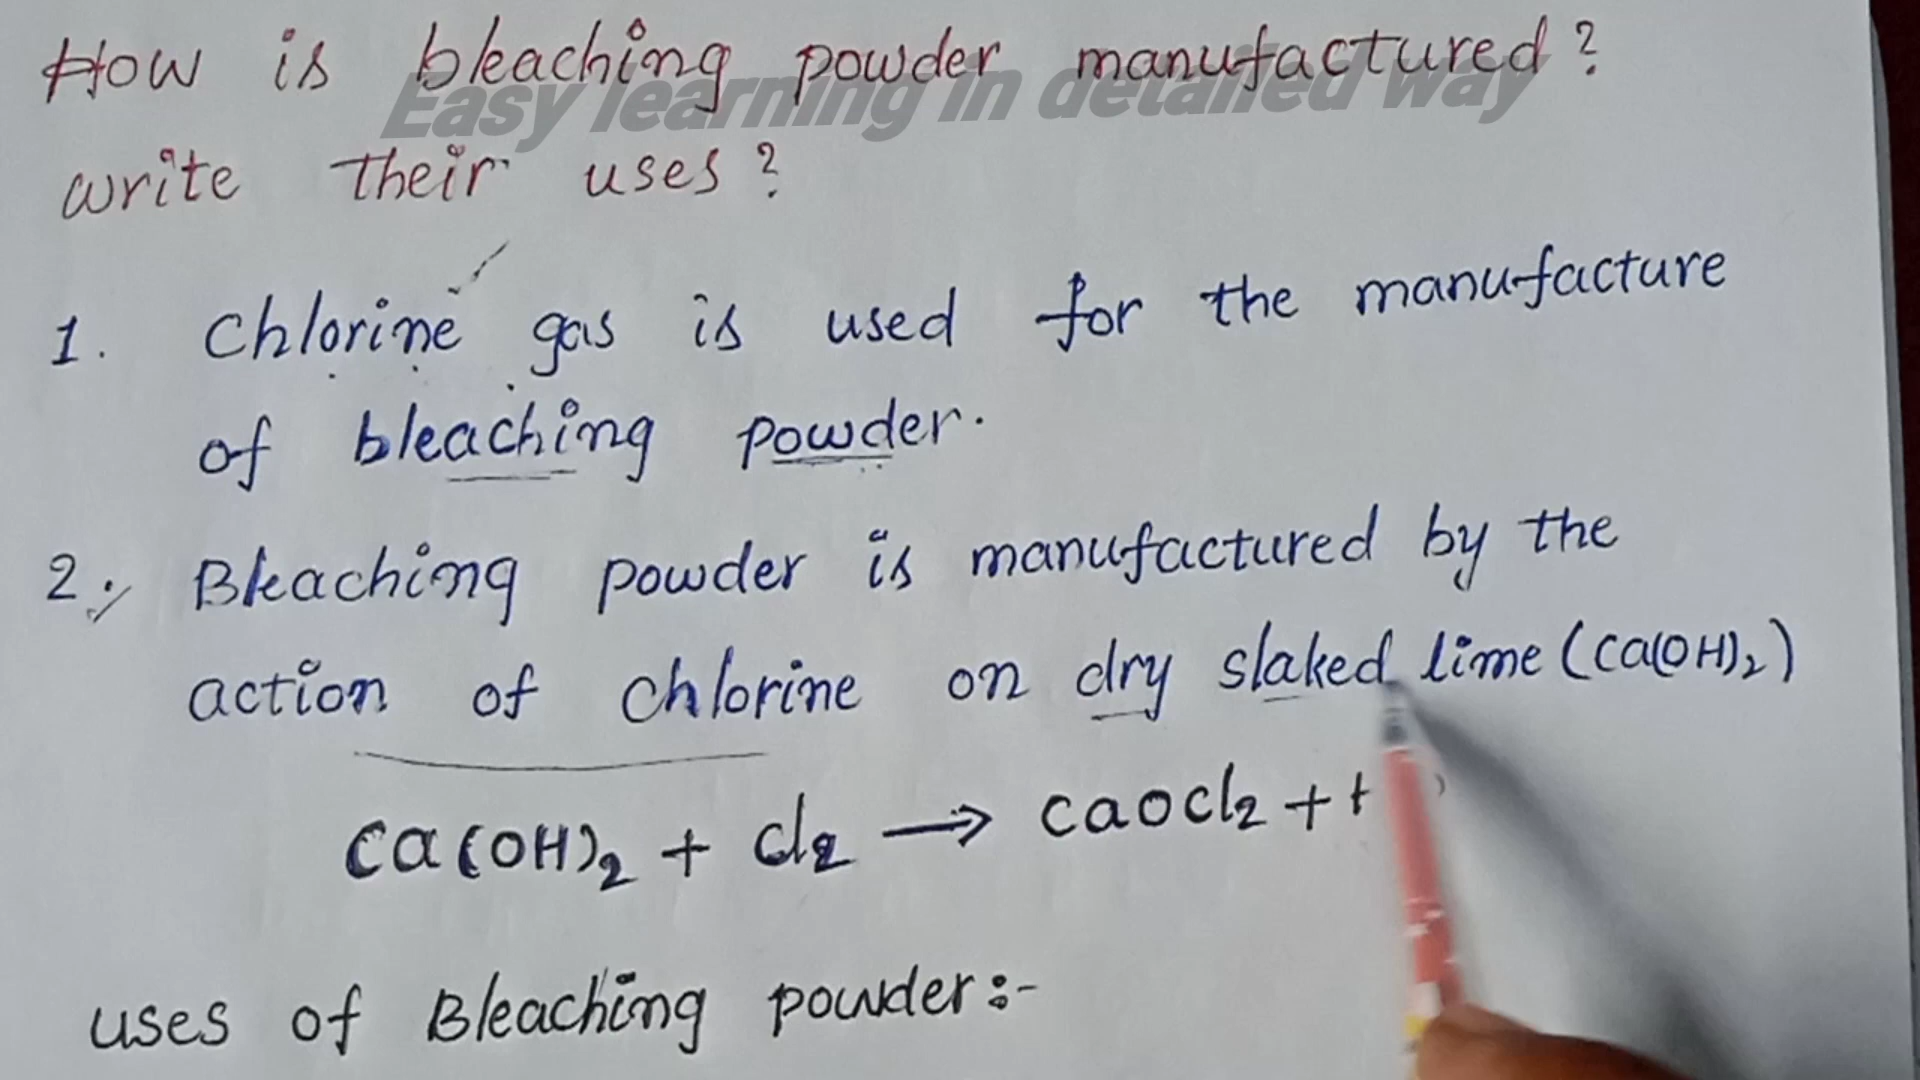 How is bleaching powder manufactured?
Easy learning in detailed way
write their uses?
1. Chlorine gas is used for the manufacture
of bleaching powder.
2. Bleaching powder is manufactured by the
action of chlorine on dry slaked lime (Ca(OH)₂)
Ca(OH)₂ + Cl₂ → CaOCl₂ +
uses of Bleaching powder:-